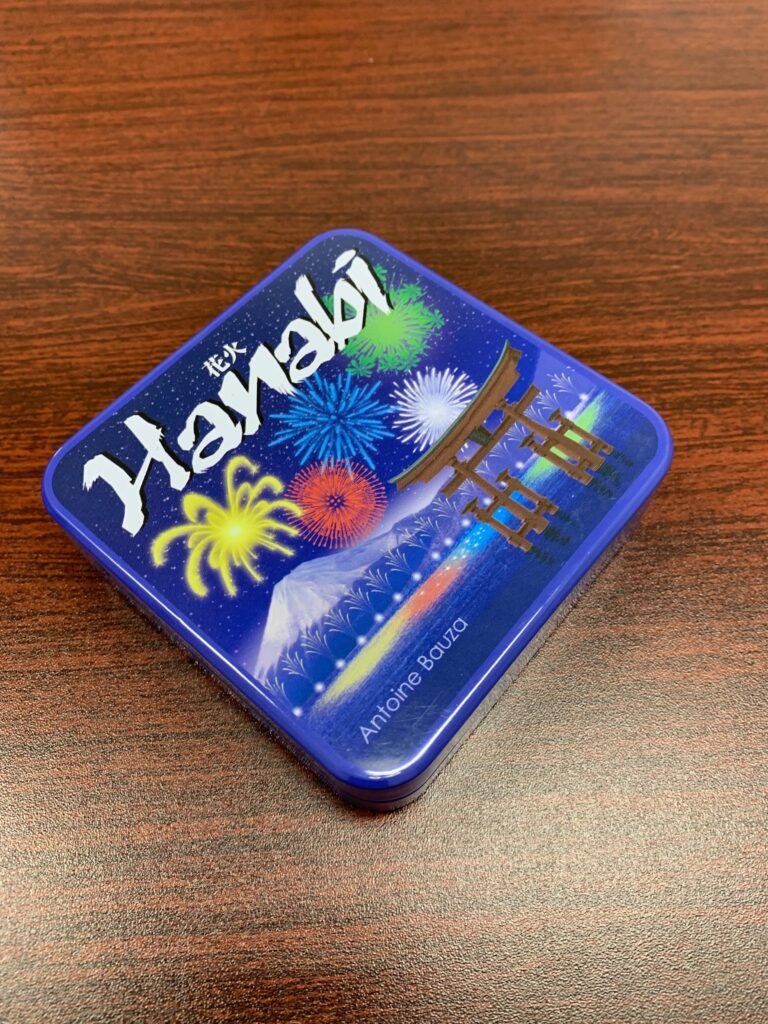 花火
Hanabi
Antoine Bauza